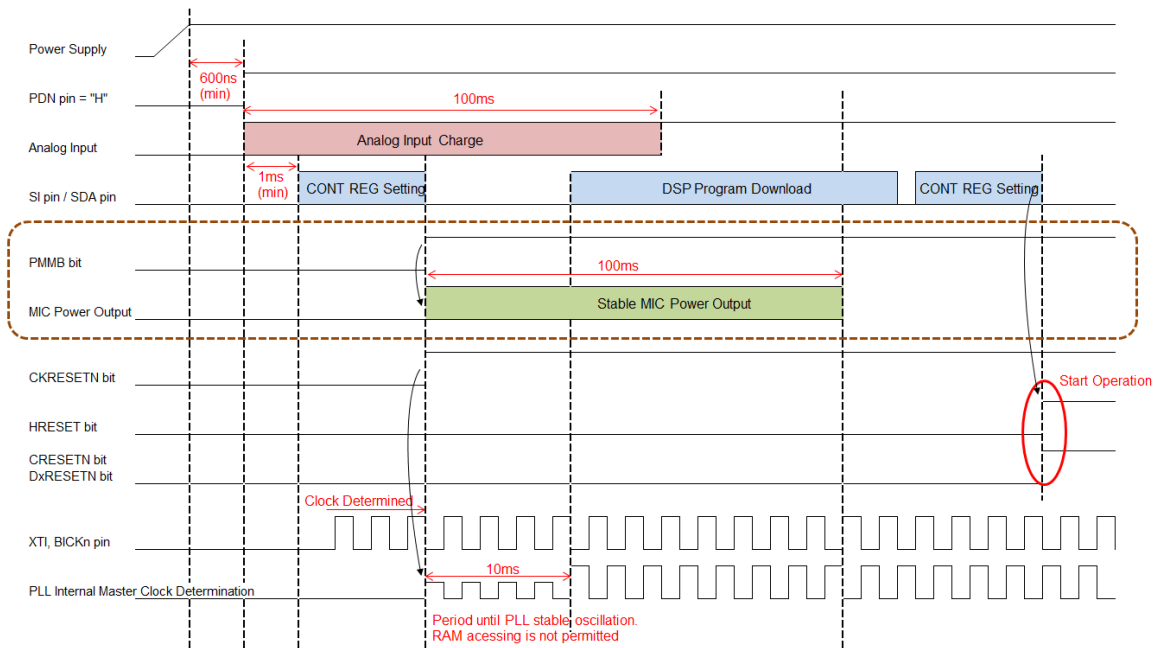 Power Supply
600ns
(min)
PDN pin = "H"
100ms
Analog Input Charge
Analog Input
1ms
(min)
CONT REG Setting
DSP Program Download
CONT REG Setting
SI pin / SDA pin
PMMB bit
100ms
Stable MIC Power Output
MIC Power Output
CKRESETN bit
Start Operation
HRESET bit
CRESETN bit
DxRESETN bit
Clock Determined
XTI, BICKn pin
10ms
PLL Internal Master Clock Determination
Period until PLL stable oscillation.
RAM acessing is not permitted